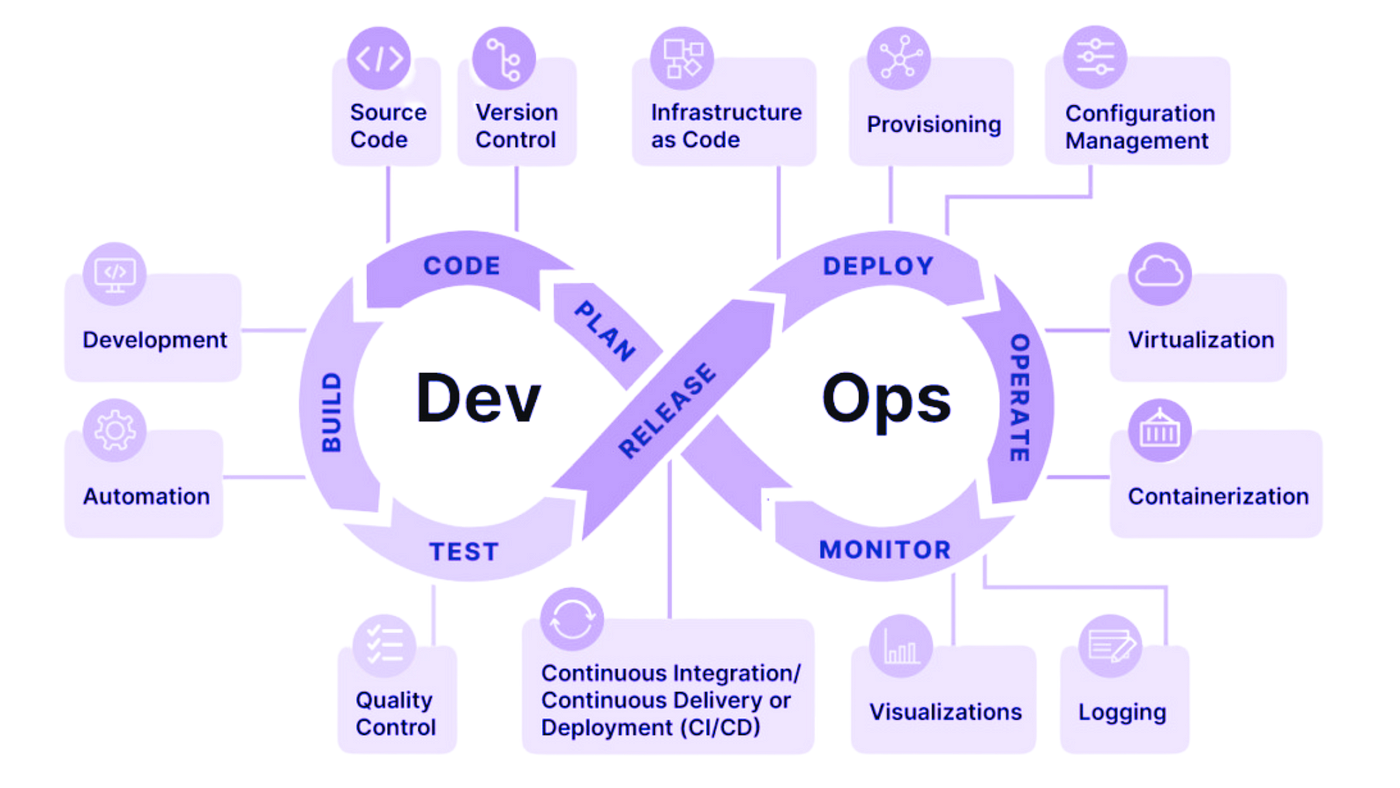 Source
Code
Version
Control
Infrastructure
as Code
Provisioning
Configuration
Management
CODE
DEPLOY
PLAN
Development
Virtualization
BUILD
Dev
RELEASE
Ops
OPERATE
Automation
Containerization
TEST
MONITOR
Quality
Control
Continuous Integration/
Continuous Delivery or
Deployment (CI/CD)
Visualizations
Logging